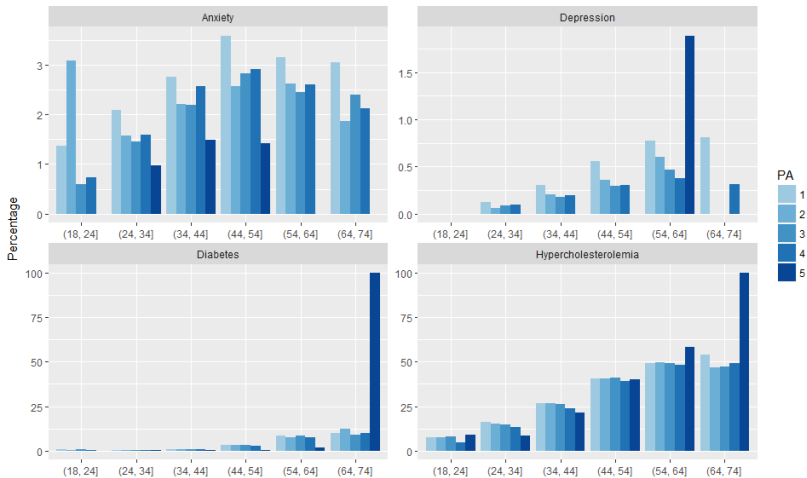 Anxiety
Depression
3
2
1
0
1.5
1.0
0.5
0.0
(18, 24] (24, 34] (34, 44] (44, 54] (54, 64] (64, 74]
(18, 24] (24, 34] (34, 44] (44, 54] (54, 64] (64, 74]
Percentage
PA
1
2
3
4
5
Diabetes
Hypercholesterolemia
100
75
50
25
0
100
75
50
25
0
(18, 24] (24, 34] (34, 44] (44, 54] (54, 64] (64, 74]
(18, 24] (24, 34] (34, 44] (44, 54] (54, 64] (64, 74]